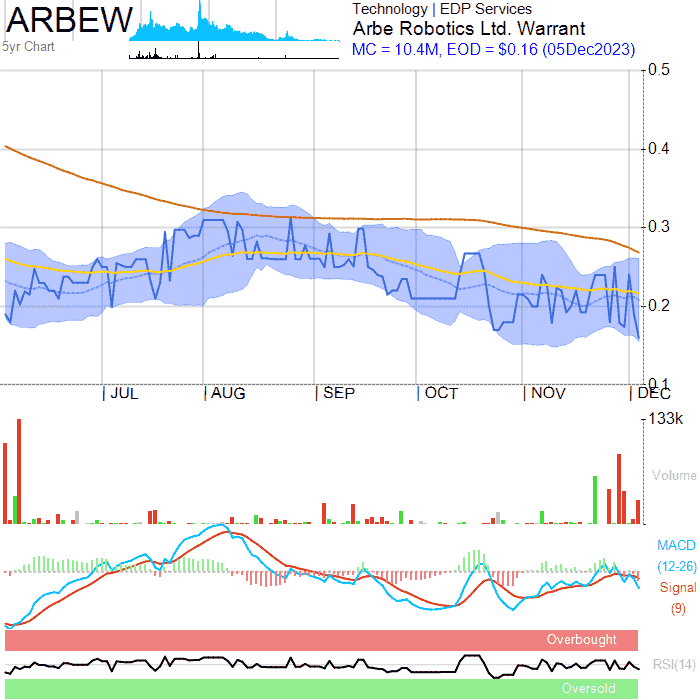 ARBEW
5yr Chart
Technology | EDP Services
Arbe Robotics Ltd. Warrant
MC = 10.4M, EOD = $0.16 (05Dec2023)
0.5
0.4
0.3
0.2
0.1
JUL
AUG
SEP
OCT
NOV
DEC
133k
Volume
MACD
(12-26)
Signal
(9)
Overbought
RSI(14)
Oversold